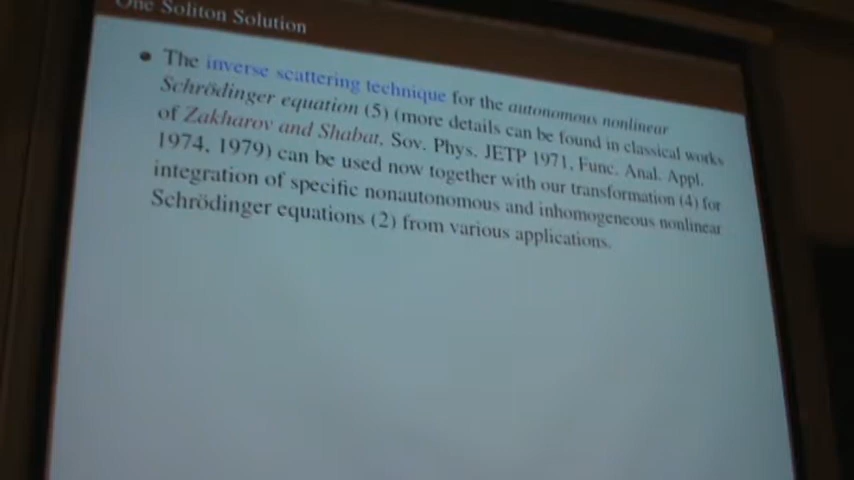 One Soliton Solution
The inverse scattering technique for the autonomous nonlinear
Schrödinger equation (5) (more details can be found in classical works
of Zakharov and Shabat, Sov. Phys. JETP 1971, Func. Anal. Appl.
1974, 1979) can be used now together with our transformation (4) for
integration of specific nonautonomous and inhomogeneous nonlinear
Schrödinger equations (2) from various applications.